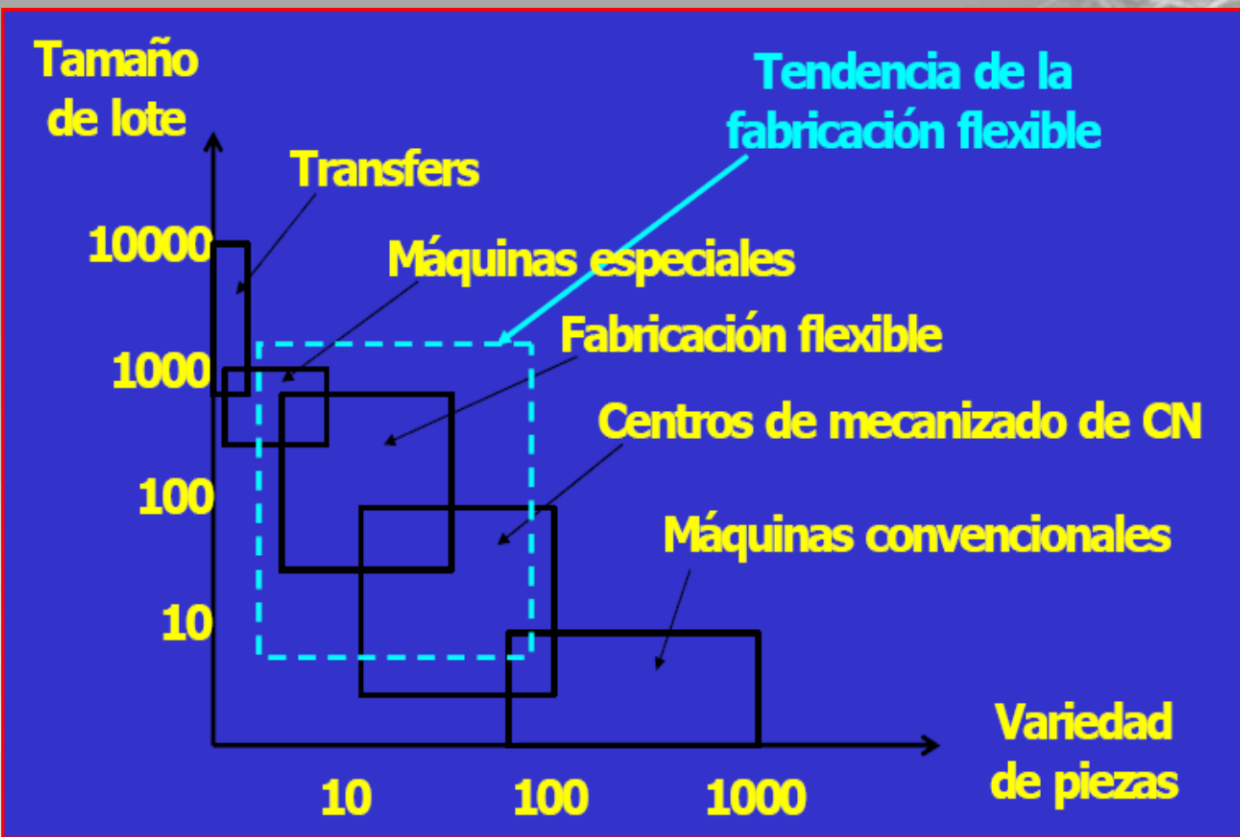 Tamaño
de lote
Tendencia de la
fabricación flexible
Transfers
10000
Máquinas especiales
Fabricación flexible
1000
Centros de mecanizado de CN
100
Máquinas convencionales
10
Variedad
de piezas
10 100 1000